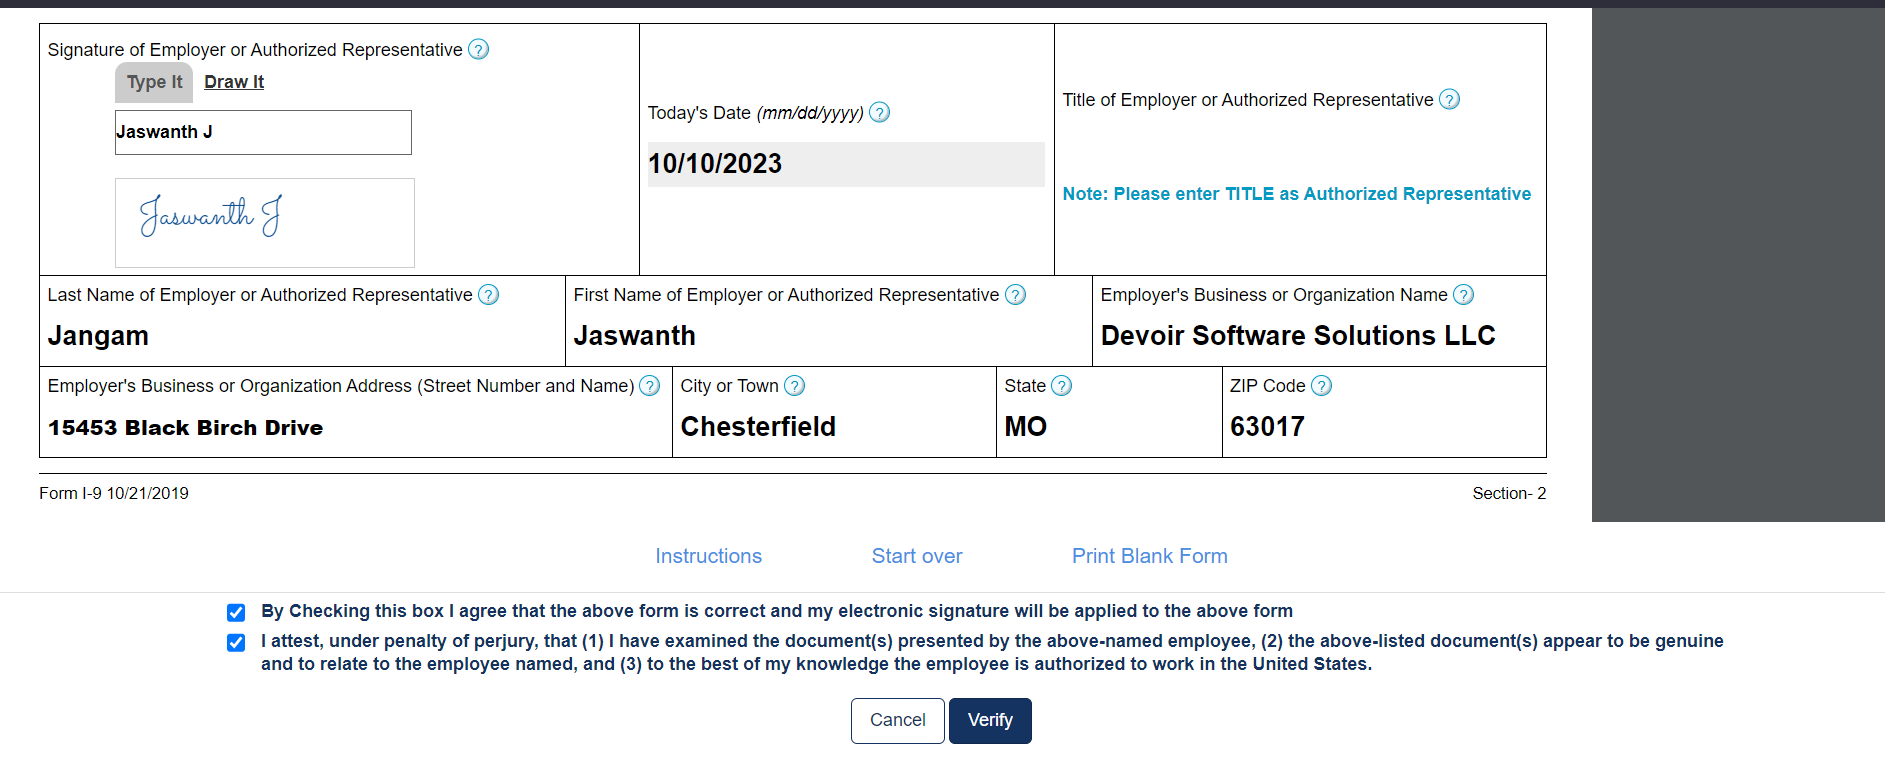 Signature of Employer or Authorized Representative ?
Type It Draw It
Jaswanth J
Jaswanth J
Today's Date (mm/dd/yyyy) ?
10/10/2023
Title of Employer or Authorized Representative ?
Note: Please enter TITLE as Authorized Representative
Last Name of Employer or Authorized Representative ?
Jangam
First Name of Employer or Authorized Representative ?
Jaswanth
Employer's Business or Organization Name ?
Devoir Software Solutions LLC
Employer's Business or Organization Address (Street Number and Name) ?
15453 Black Birch Drive
City or Town ?
Chesterfield
State ?
MO
ZIP Code ?
63017
Form I-9 10/21/2019
Section- 2
Instructions Start over Print Blank Form
By Checking this box I agree that the above form is correct and my electronic signature will be applied to the above form
I attest, under penalty of perjury, that (1) I have examined the document(s) presented by the above-named employee, (2) the above-listed document(s) appear to be genuine
and to relate to the employee named, and (3) to the best of my knowledge the employee is authorized to work in the United States.
Cancel Verify